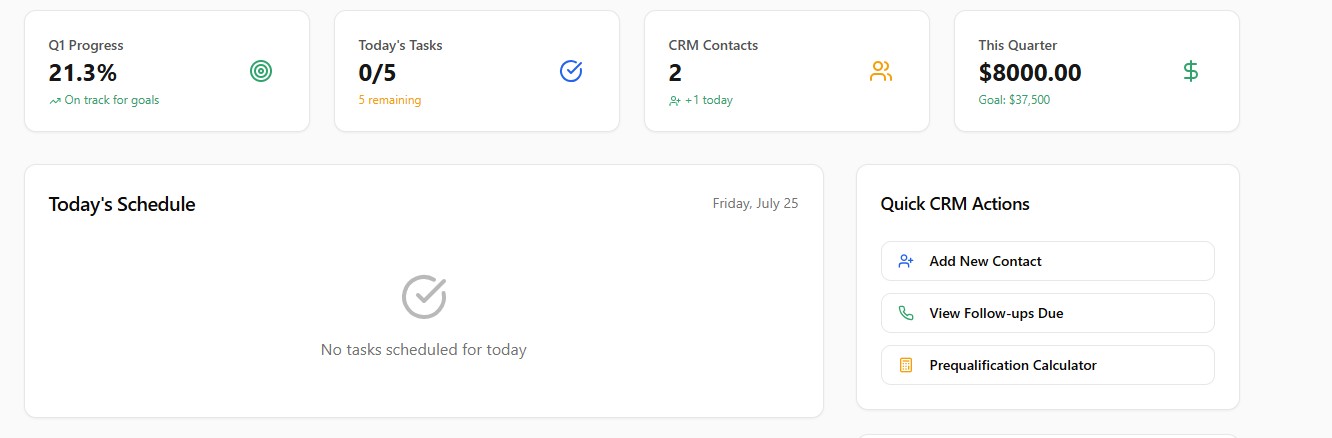 Q1 Progress
21.3%
On track for goals
Today's Tasks
0/5
5 remaining
CRM Contacts
2
+1 today
This Quarter
$8000.00
Goal: $37,500
Today's Schedule
Friday, July 25
No tasks scheduled for today
Quick CRM Actions
Add New Contact
View Follow-ups Due
Prequalification Calculator